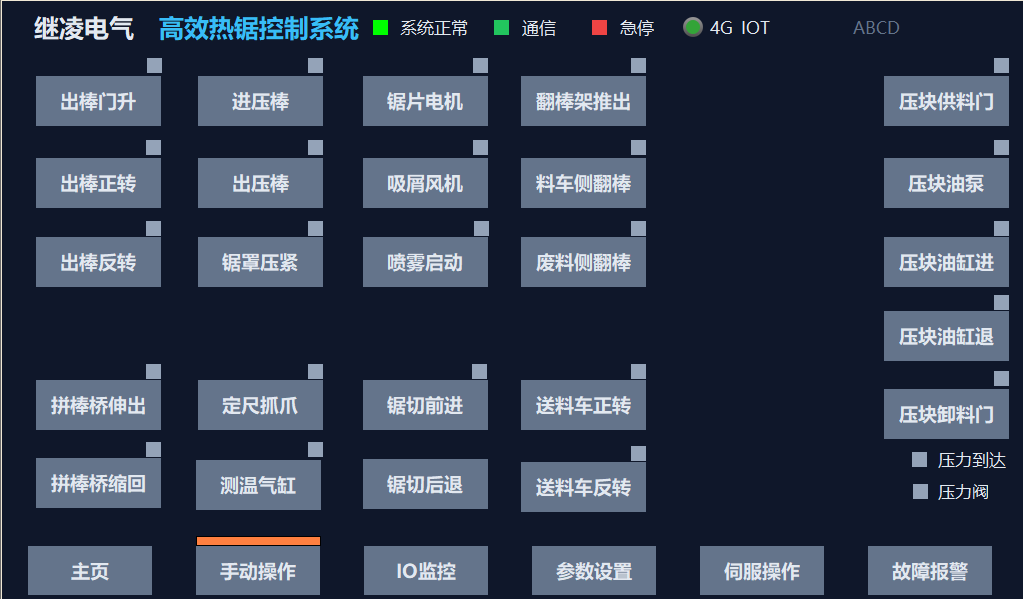 继凌电气 高效热锯控制系统 系统正常 通信 急停 4G IOT ABCD
出棒门升 进压棒 锯片电机 翻棒架推出 压块供料门
出棒正转 出压棒 吸屑风机 料车侧翻棒 压块油泵
出棒反转 锯罩压紧 喷雾启动 废料侧翻棒 压块油缸进
压块油缸退
拼棒桥伸出 定尺抓爪 锯切前进 送料车正转 压块卸料门
压力到达
拼棒桥缩回 测温气缸 锯切后退 送料车反转 压力阀
主页 手动操作 IO监控 参数设置 伺服操作 故障报警